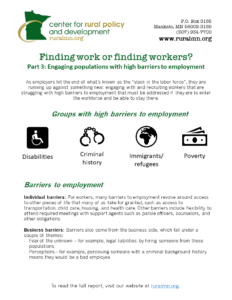 center for rural policy
and development
ruralmn.org
P.O. Box 3185
Mankato, MN 56002-3185
(507) 934-7700
www.ruralmn.org
Finding work or finding workers?
Part 3: Engaging populations with high barriers to employment
As employers hit the end of what's known as the "slack in the labor force", they are
running up against something new: engaging with and recruiting workers that are
struggling with high barriers to employment that must be addressed if they are to enter
the workforce and be able to stay there.
Groups with high barriers to employment
Disabilities
Criminal
history
Immigrants/
refugees
Poverty
Barriers to employment
Individual barriers: For workers, many barriers to employment revolve around access
to other pieces of life that many of us take for granted, such as access to
transportation, child care, housing, and health care. Other barriers include flexibility to
attend required meetings with support agents such as parole officers, counselors, and
other obligations.
Business barriers: Barriers also come from the business side, which fall under a
couple of themes:
Fear of the unknown - for example, legal liabilities by hiring someone from these
populations.
Perceptions - for example, perceiving someone with a criminal background history
means they would be a bad employee
To read the full report, visit our website at ruralmn.org